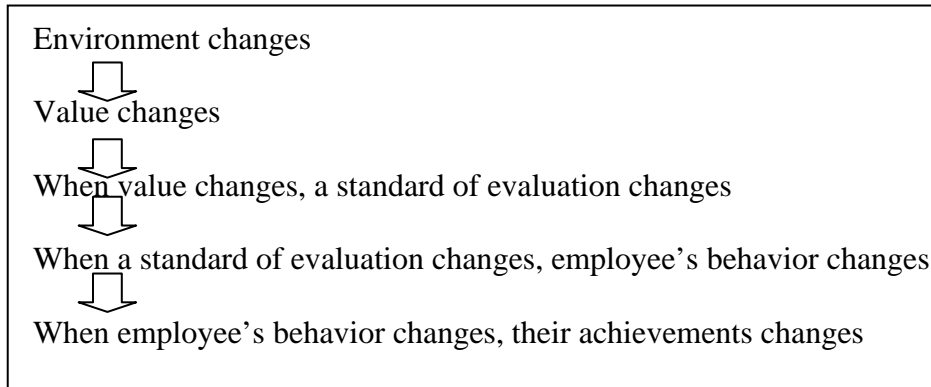 Environment changes
Value changes
When value changes, a standard of evaluation changes
When a standard of evaluation changes, employee's behavior changes
When employee's behavior changes, their achievements changes